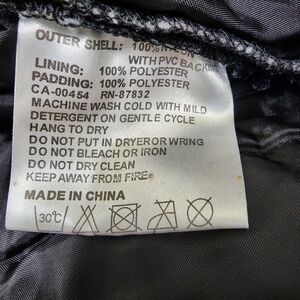 OUTER SHELL: 100% NYLON
WITH PVC BACKING
LINING: 100% POLYESTER
PADDING: 100% POLYESTER
CA-00454 RN-87832
MACHINE WASH COLD WITH MILD
DETERGENT ON GENTLE CYCLE
HANG TO DRY
DO NOT PUT IN DRYER OR WRING
DO NOT BLEACH OR IRON
DO NOT DRY CLEAN
KEEP AWAY FROM FIRE.
MADE IN CHINA
30°C